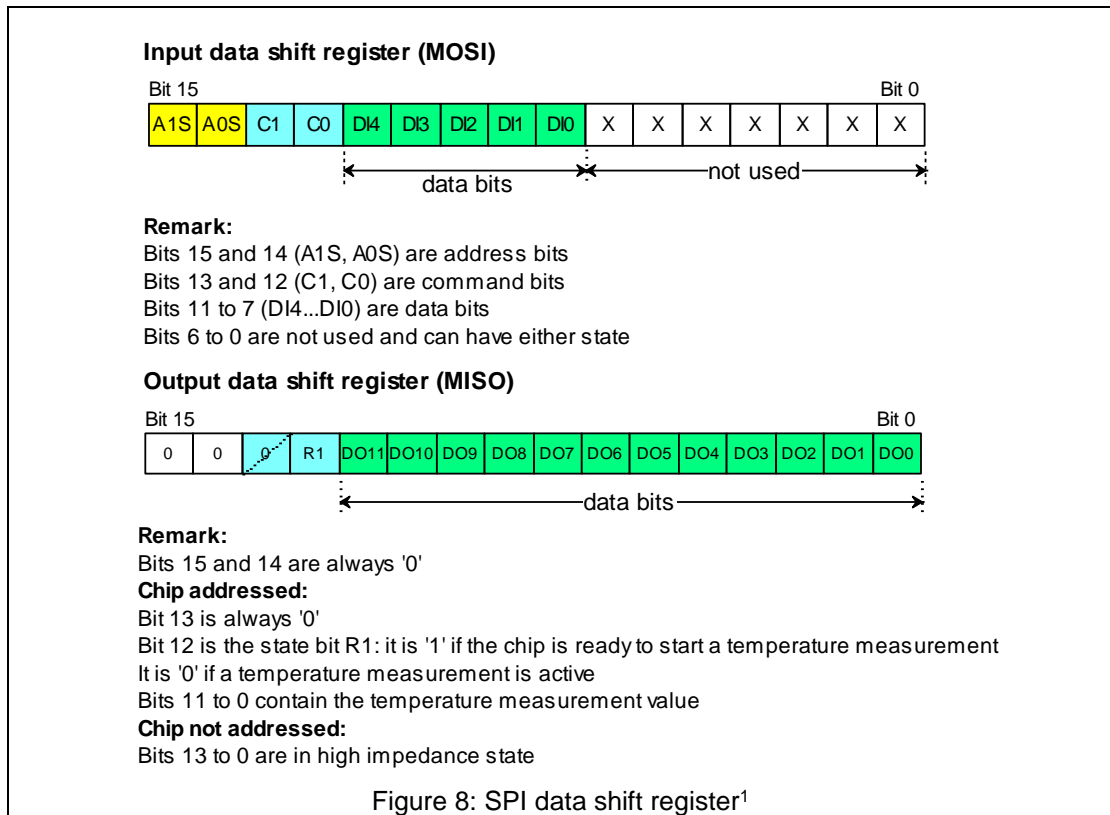 Input data shift register (MOSI)
Bit 15 Bit 0
A1S A0S C1 C0 DI4 DI3 DI2 DI1 DI0 X X X X X X X
data bits not used
Remark:
Bits 15 and 14 (A1S, A0S) are address bits
Bits 13 and 12 (C1, C0) are command bits
Bits 11 to 7 (DI4...DI0) are data bits
Bits 6 to 0 are not used and can have either state
Output data shift register (MISO)
Bit 15 Bit 0
0 0 0 R1 DO11 DO10 DO9 DO8 DO7 DO6 DO5 DO4 DO3 DO2 DO1 DO0
data bits
Remark:
Bits 15 and 14 are always '0'
Chip addressed:
Bit 13 is always '0'
Bit 12 is the state bit R1: it is '1' if the chip is ready to start a temperature measurement
It is '0' if a temperature measurement is active
Bits 11 to 0 contain the temperature measurement value
Chip not addressed:
Bits 13 to 0 are in high impedance state
Figure 8: SPI data shift register¹